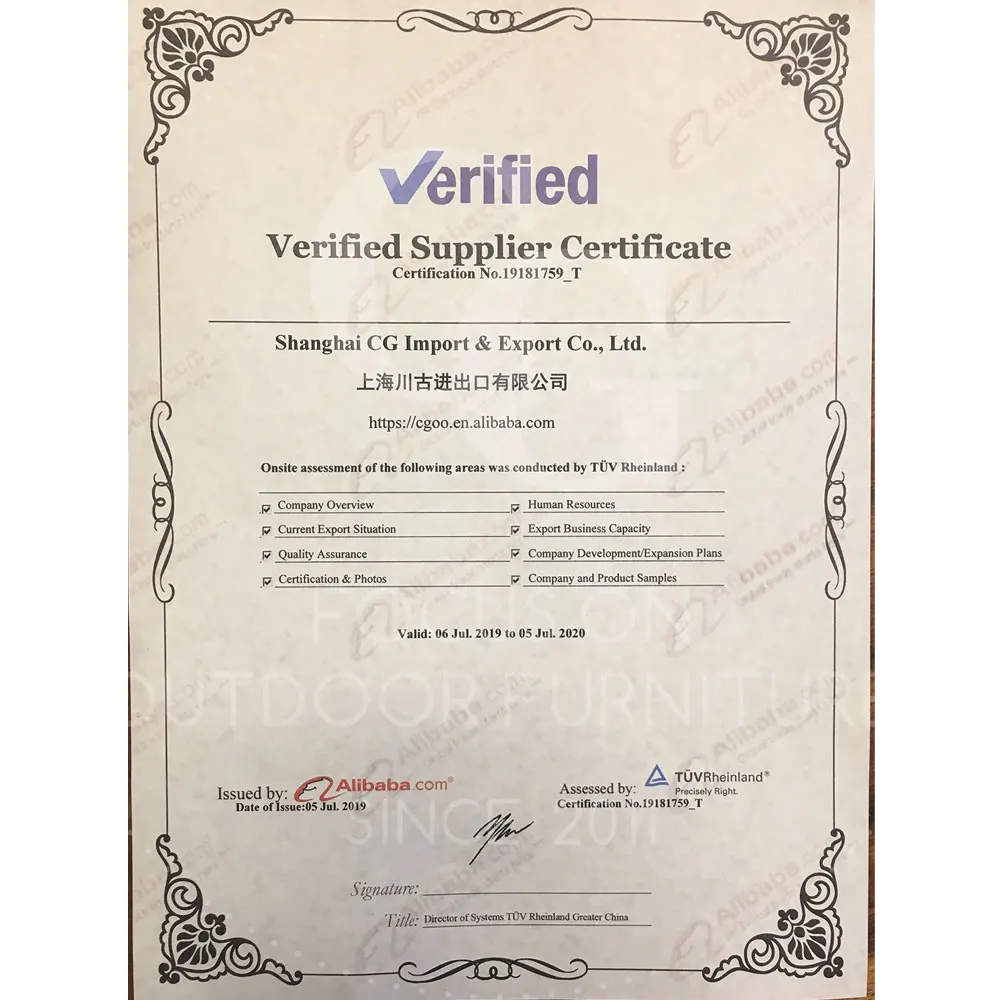 Verified
Verified Supplier Certificate
Certification No.19181759_T
Shanghai CG Import & Export Co., Ltd.
上海川古进出口有限公司
https://cgoo.en.alibaba.com
Onsite assessment of the following areas was conducted by TÜV Rheinland :
Company Overview
Human Resources
Current Export Situation
Export Business Capacity
Quality Assurance
Company Development/Expansion Plans
Certification & Photos
Company and Product Samples
FOCUS ON
Valid: 06 Jul. 2019 to 05 Jul. 2020
OUTDOOR FURNITURE
Issued by: Alibaba.com®
Date of Issue:05 Jul. 2019
Assessed by: TÜVRheinland®
Precisely Right.
Certification No.19181759_T
SINCE 2011
Signature:
Title: Director of Systems TÜV Rheinland Greater China